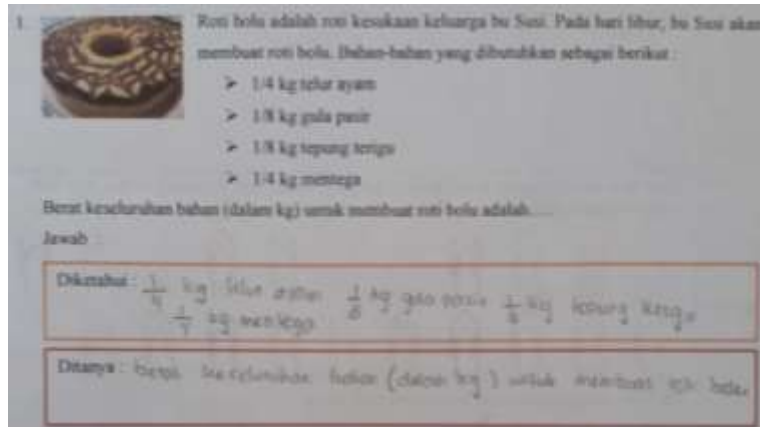 1. Roti bolu adalah roti kesukaan keluarga bu Susi. Pada hari libur, bu Susi akan
membuat roti bolu. Bahan-bahan yang dibutuhkan sebagai berikut :
➢ 1/4 kg telur ayam
➢ 1/8 kg gula pasir
➢ 1/8 kg tepung terigu
➢ 1/4 kg mentega
Berat keseluruhan bahan (dalam kg) untuk membuat roti bolu adalah....
Jawab :
Diketahui : 1/4 kg telur ayam 1/8 kg gula pasir 1/8 kg tepung
1/4 kg mentega
Ditanya : berat keseluruhan bahan (dalam kg) untuk membuat roti bolu